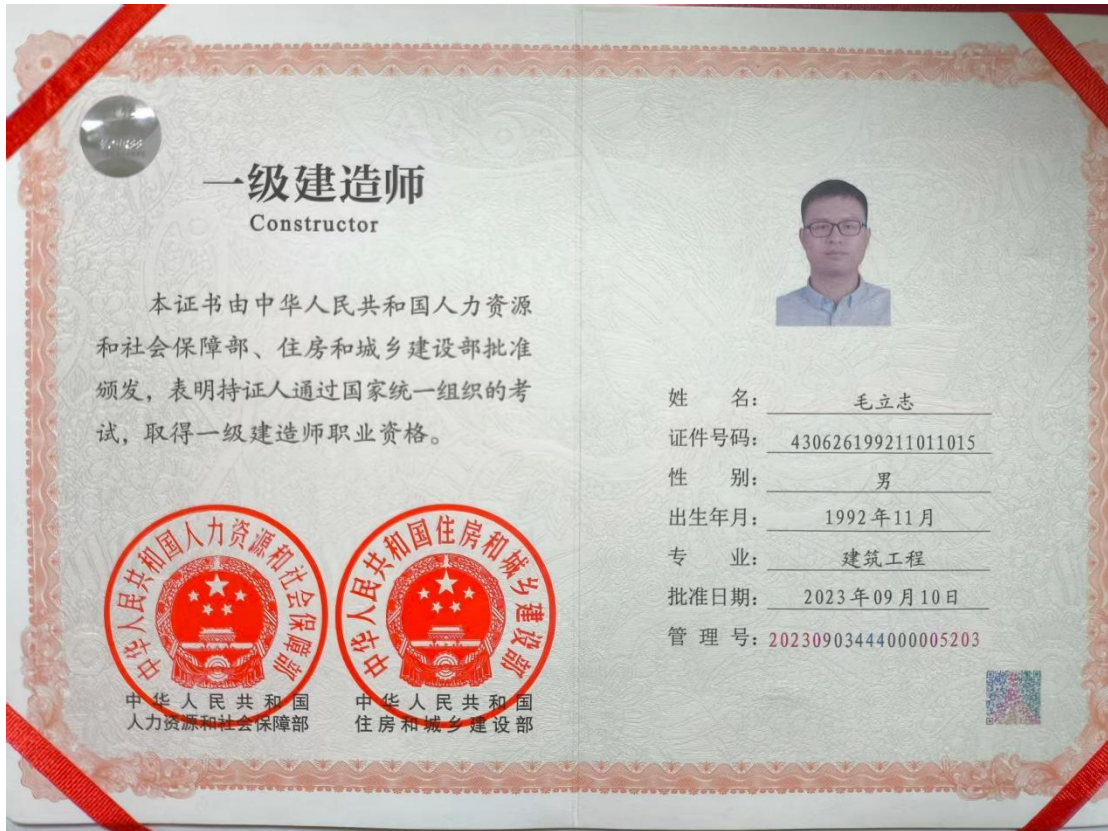 一级建造师
Constructor
本证书由中华人民共和国人力资源
和社会保障部、住房和城乡建设部批准
颁发，表明持证人通过国家统一组织的考
试，取得一级建造师职业资格。
中华人民共和国人力资源和社会保障部
中华人民共和国住房和城乡建设部
中华人民共和国
人力资源和社会保障部
中华人民共和国
住房和城乡建设部
姓名：毛立志
证件号码：430626199211011015
性别：男
出生年月：1992年11月
专业：建筑工程
批准日期：2023年09月10日
管理号：20230903444000005203